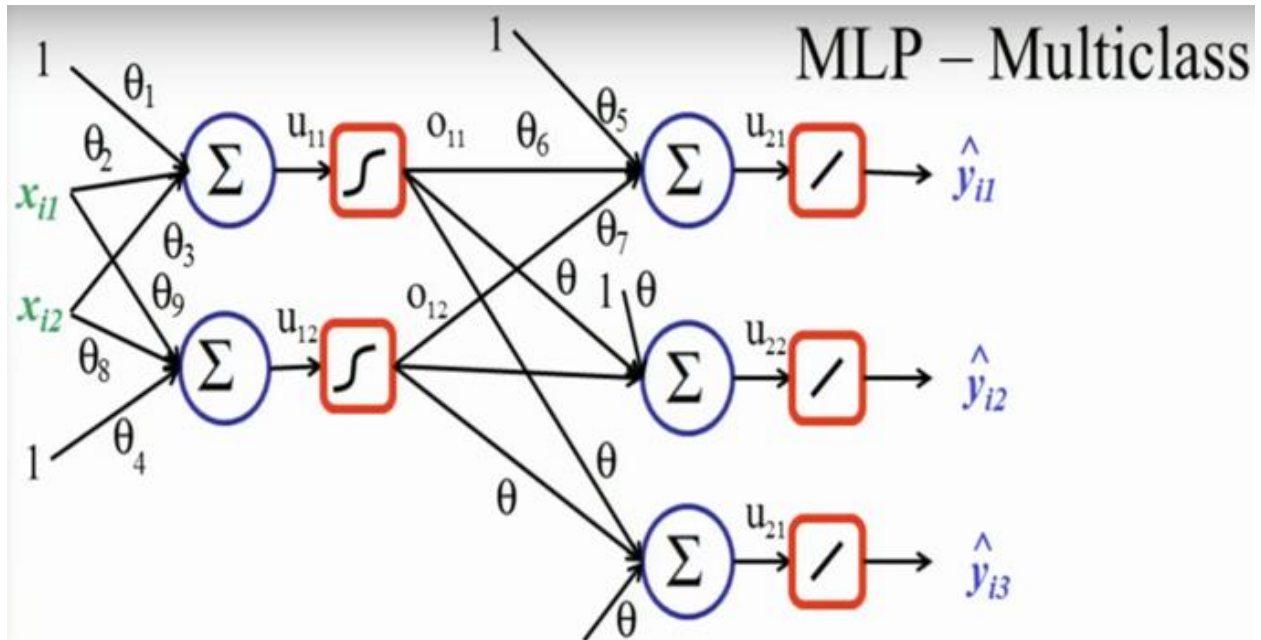 MLP – Multiclass
1
1
θ₁
θ₅
u₁₁
o₁₁
θ₆
u₂₁
θ₂
Σ
Σ
ŷᵢ₁
xᵢ₁
θ₃
θ₇
θ₉
θ
1
θ
xᵢ₂
u₁₂
o₁₂
u₂₂
θ₈
Σ
Σ
ŷᵢ₂
θ₄
1
θ
θ
u₂₁
Σ
ŷᵢ₃
θ